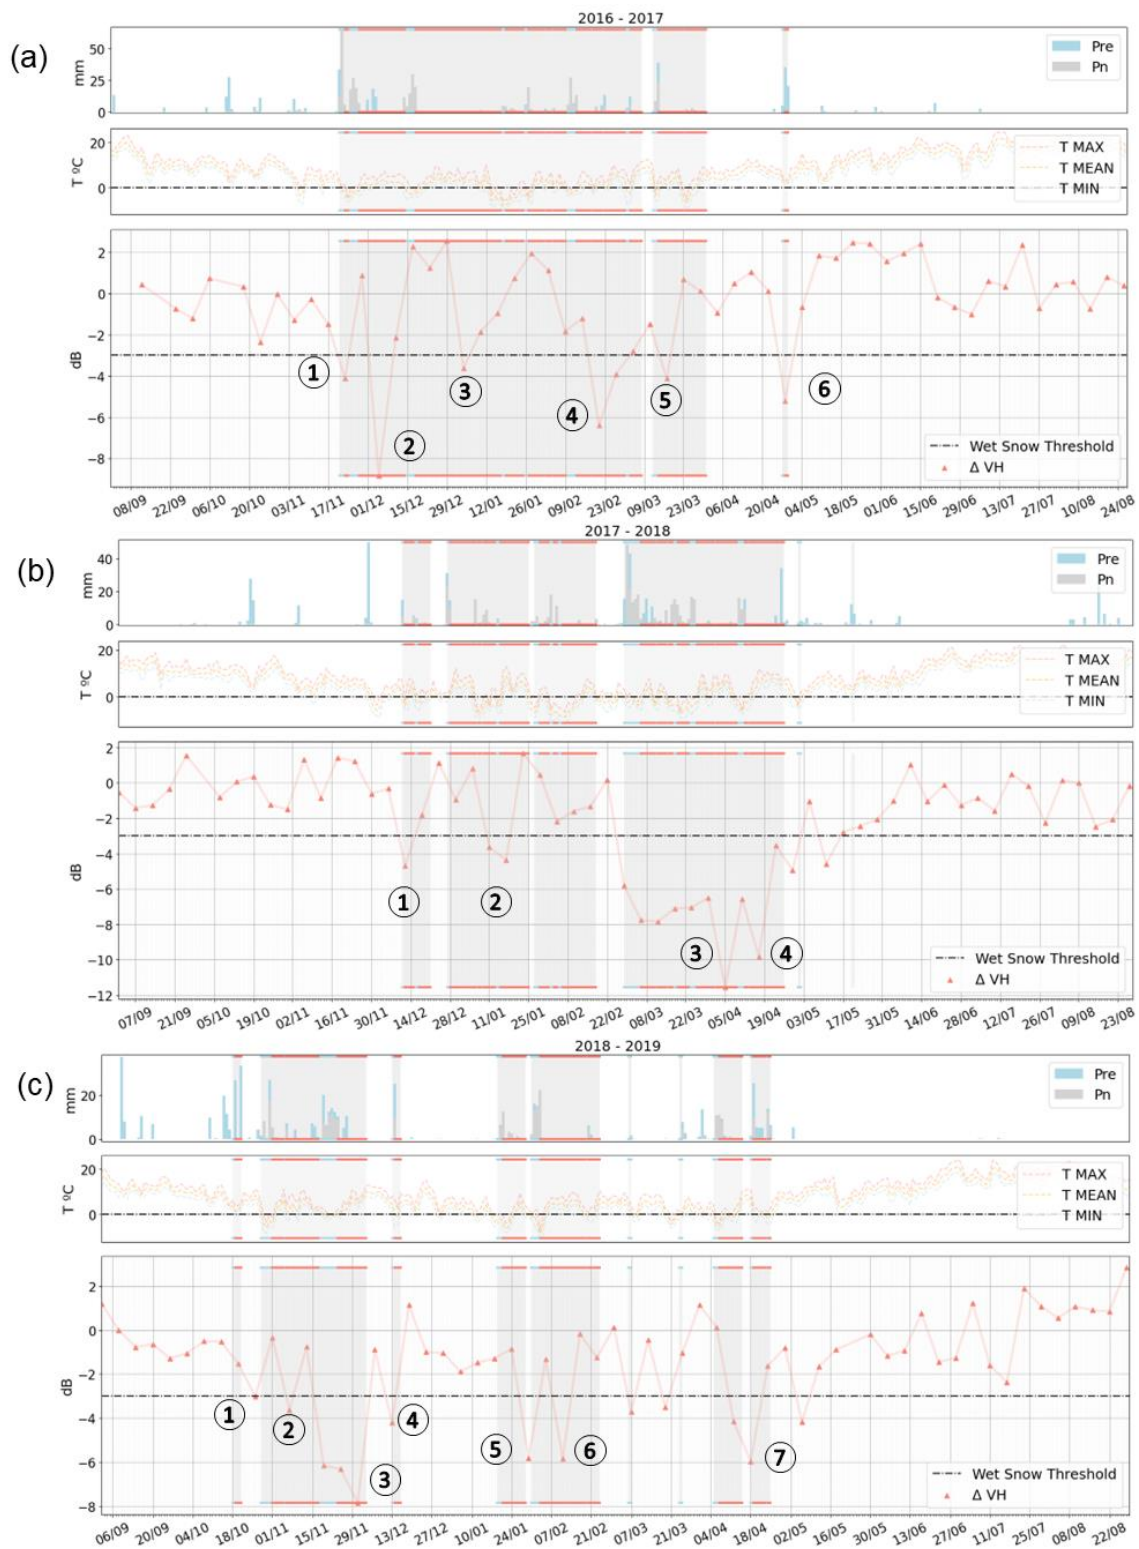 2016 - 2017
(a)
50
25
0
mm
Pre
Pn
20
0
T ºC
T MAX
T MEAN
T MIN
2
0
−2
−4
−6
−8
dB
1
2
3
4
5
6
Wet Snow Threshold
Δ VH
08/09 22/09 06/10 20/10 03/11 17/11 01/12 15/12 29/12 12/01 26/01 09/02 23/02 09/03 23/03 06/04 20/04 04/05 18/05 01/06 15/06 29/06 13/07 27/07 10/08 24/08
2017 - 2018
(b)
40
20
0
mm
Pre
Pn
20
0
T ºC
T MAX
T MEAN
T MIN
2
0
−2
−4
−6
−8
−10
−12
dB
1
2
3
4
Wet Snow Threshold
Δ VH
07/09 21/09 05/10 19/10 02/11 16/11 30/11 14/12 28/12 11/01 25/01 08/02 22/02 08/03 22/03 05/04 19/04 03/05 17/05 31/05 14/06 28/06 12/07 26/07 09/08 23/08
2018 - 2019
(c)
20
0
mm
Pre
Pn
20
0
T ºC
T MAX
T MEAN
T MIN
2
0
−2
−4
−6
−8
dB
1
2
3
4
5
6
7
Wet Snow Threshold
Δ VH
06/09 20/09 04/10 18/10 01/11 15/11 29/11 13/12 27/12 10/01 24/01 07/02 21/02 07/03 21/03 04/04 18/04 02/05 16/05 30/05 13/06 27/06 11/07 25/07 08/08 22/08